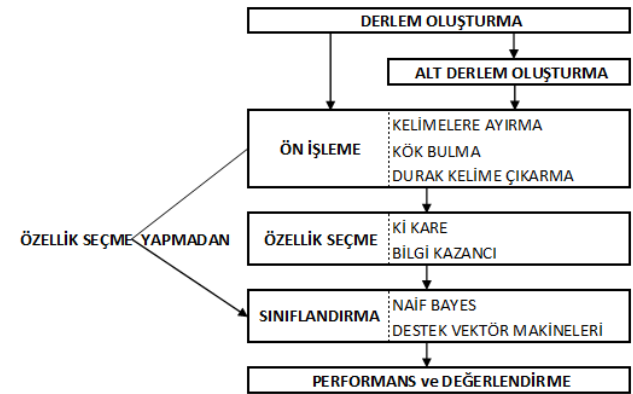 DERLEM OLUŞTURMA
ALT DERLEM OLUŞTURMA
ÖN İŞLEME
KELİMELERE AYIRMA
KÖK BULMA
DURAK KELİME ÇIKARMA
ÖZELLİK SEÇME YAPMADAN
ÖZELLİK SEÇME
Kİ KARE
BİLGİ KAZANCI
SINIFLANDIRMA
NAİF BAYES
DESTEK VEKTÖR MAKİNELERİ
PERFORMANS ve DEĞERLENDİRME